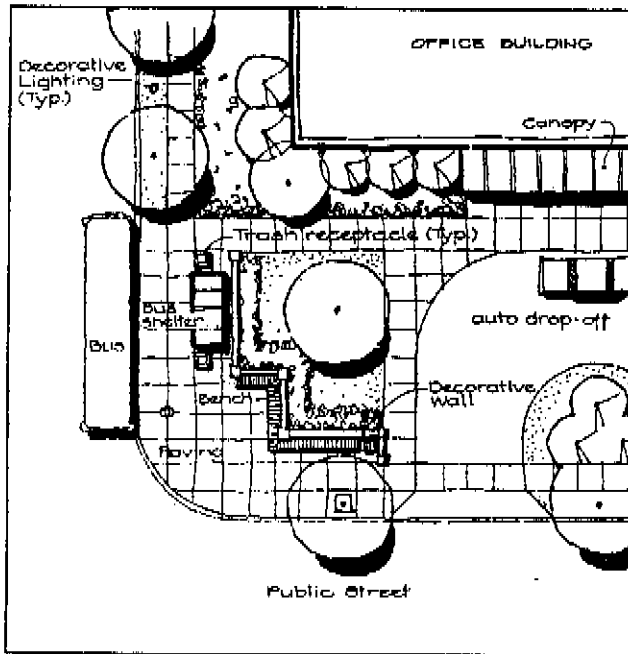 OFFICE BUILDING
Decorative
Lighting
(Typ.)
Canopy
Trash receptacle (Typ.)
Bus
shelter
Bus
auto drop-off
Bench
Decorative
Wall
Paving
Public Street